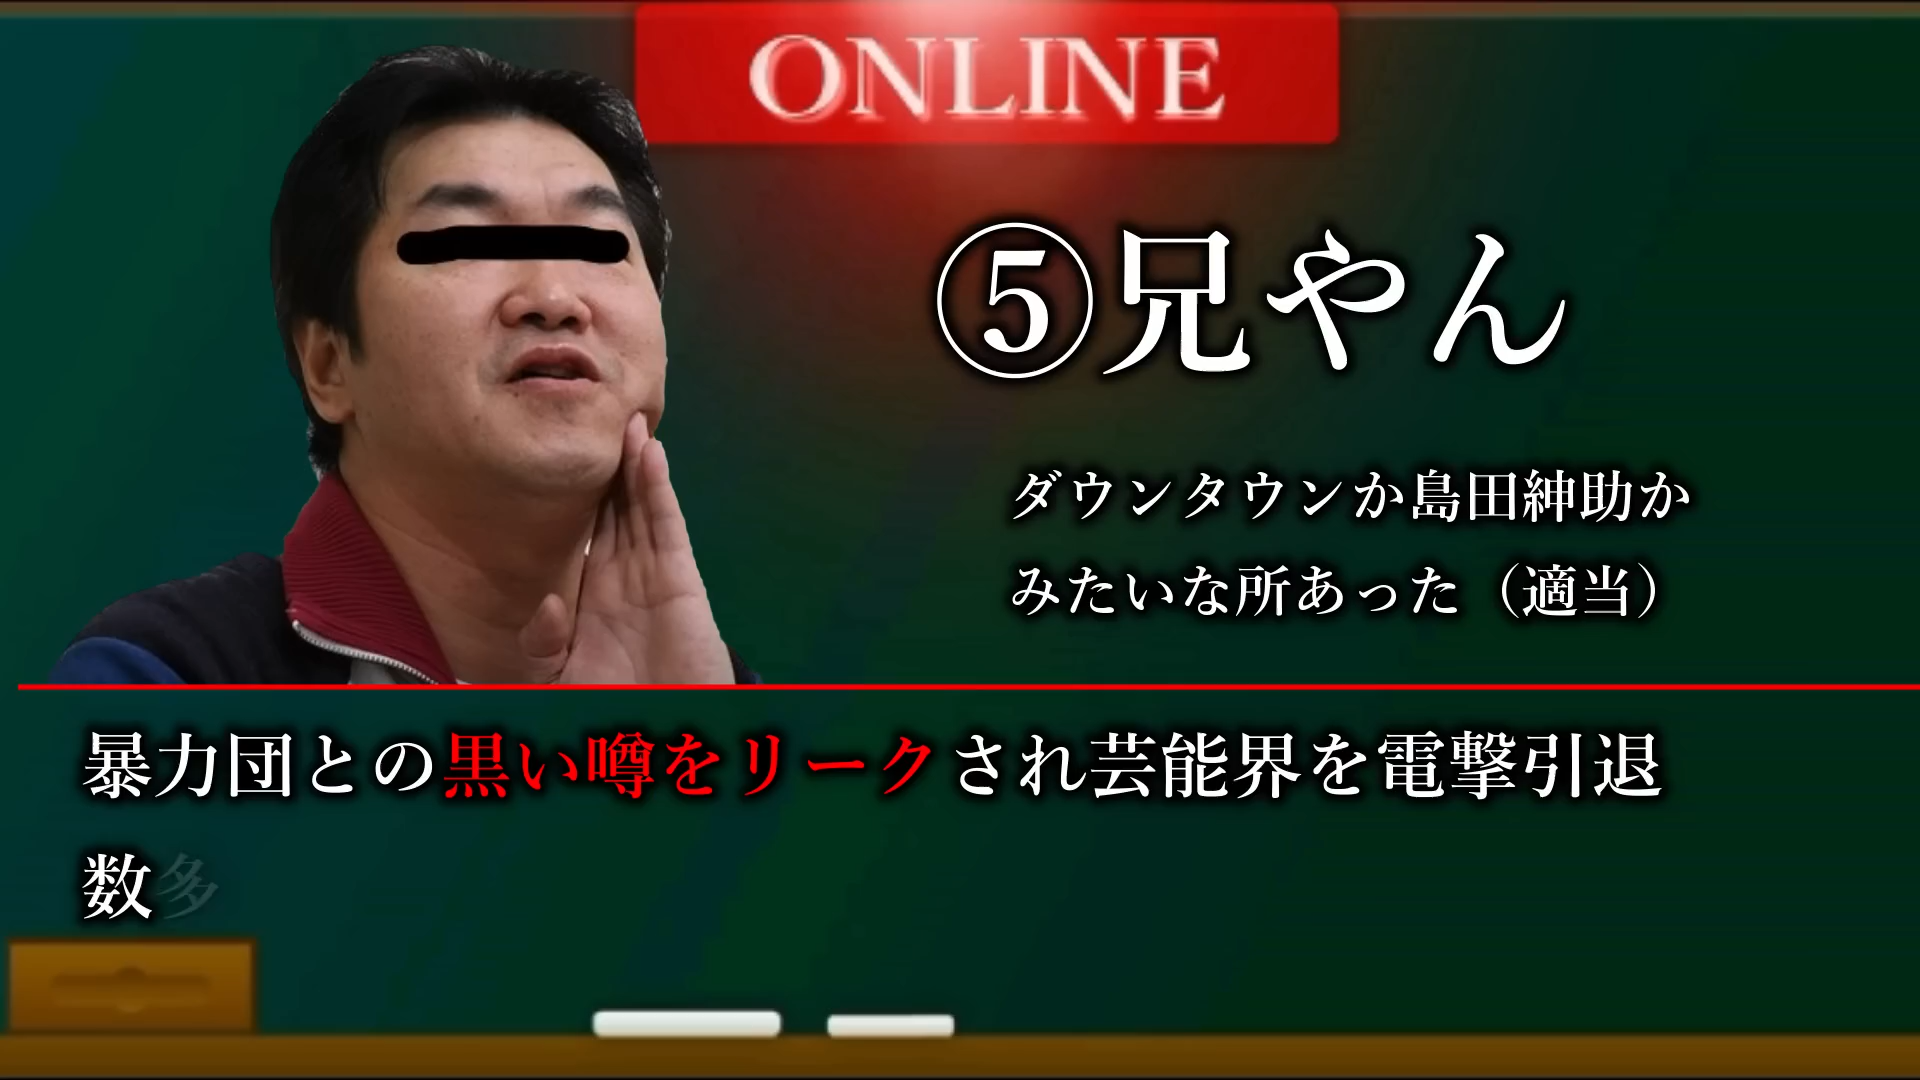 ONLINE
⑤兄やん
ダウンタウンか島田紳助か
みたいな所あった（適当）
暴力団との黒い噂をリークされ芸能界を電撃引退
数多